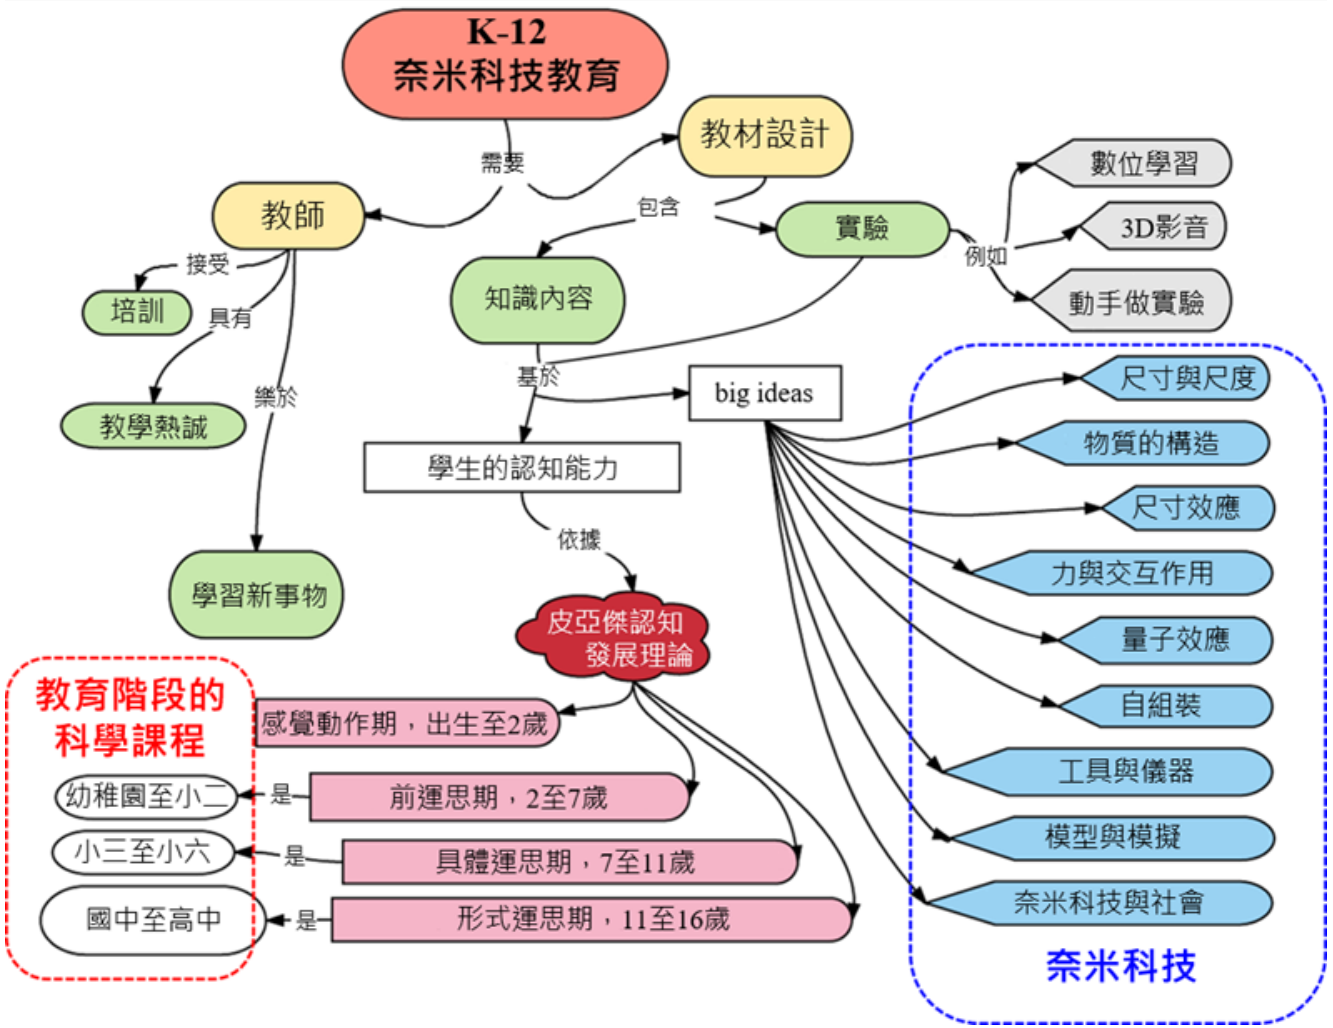 K-12
奈米科技教育
需要
教材設計
教師
包含
實驗
例如
數位學習
3D影音
動手做實驗
接受
培訓
具有
教學熱誠
樂於
學習新事物
知識內容
基於
big ideas
學生的認知能力
依據
皮亞傑認知
發展理論
尺寸與尺度
物質的構造
尺寸效應
力與交互作用
量子效應
自組裝
工具與儀器
模型與模擬
奈米科技與社會
奈米科技
教育階段的
科學課程
感覺動作期，出生至2歲
幼稚園至小二
是
前運思期，2至7歲
小三至小六
是
具體運思期，7至11歲
國中至高中
是
形式運思期，11至16歲